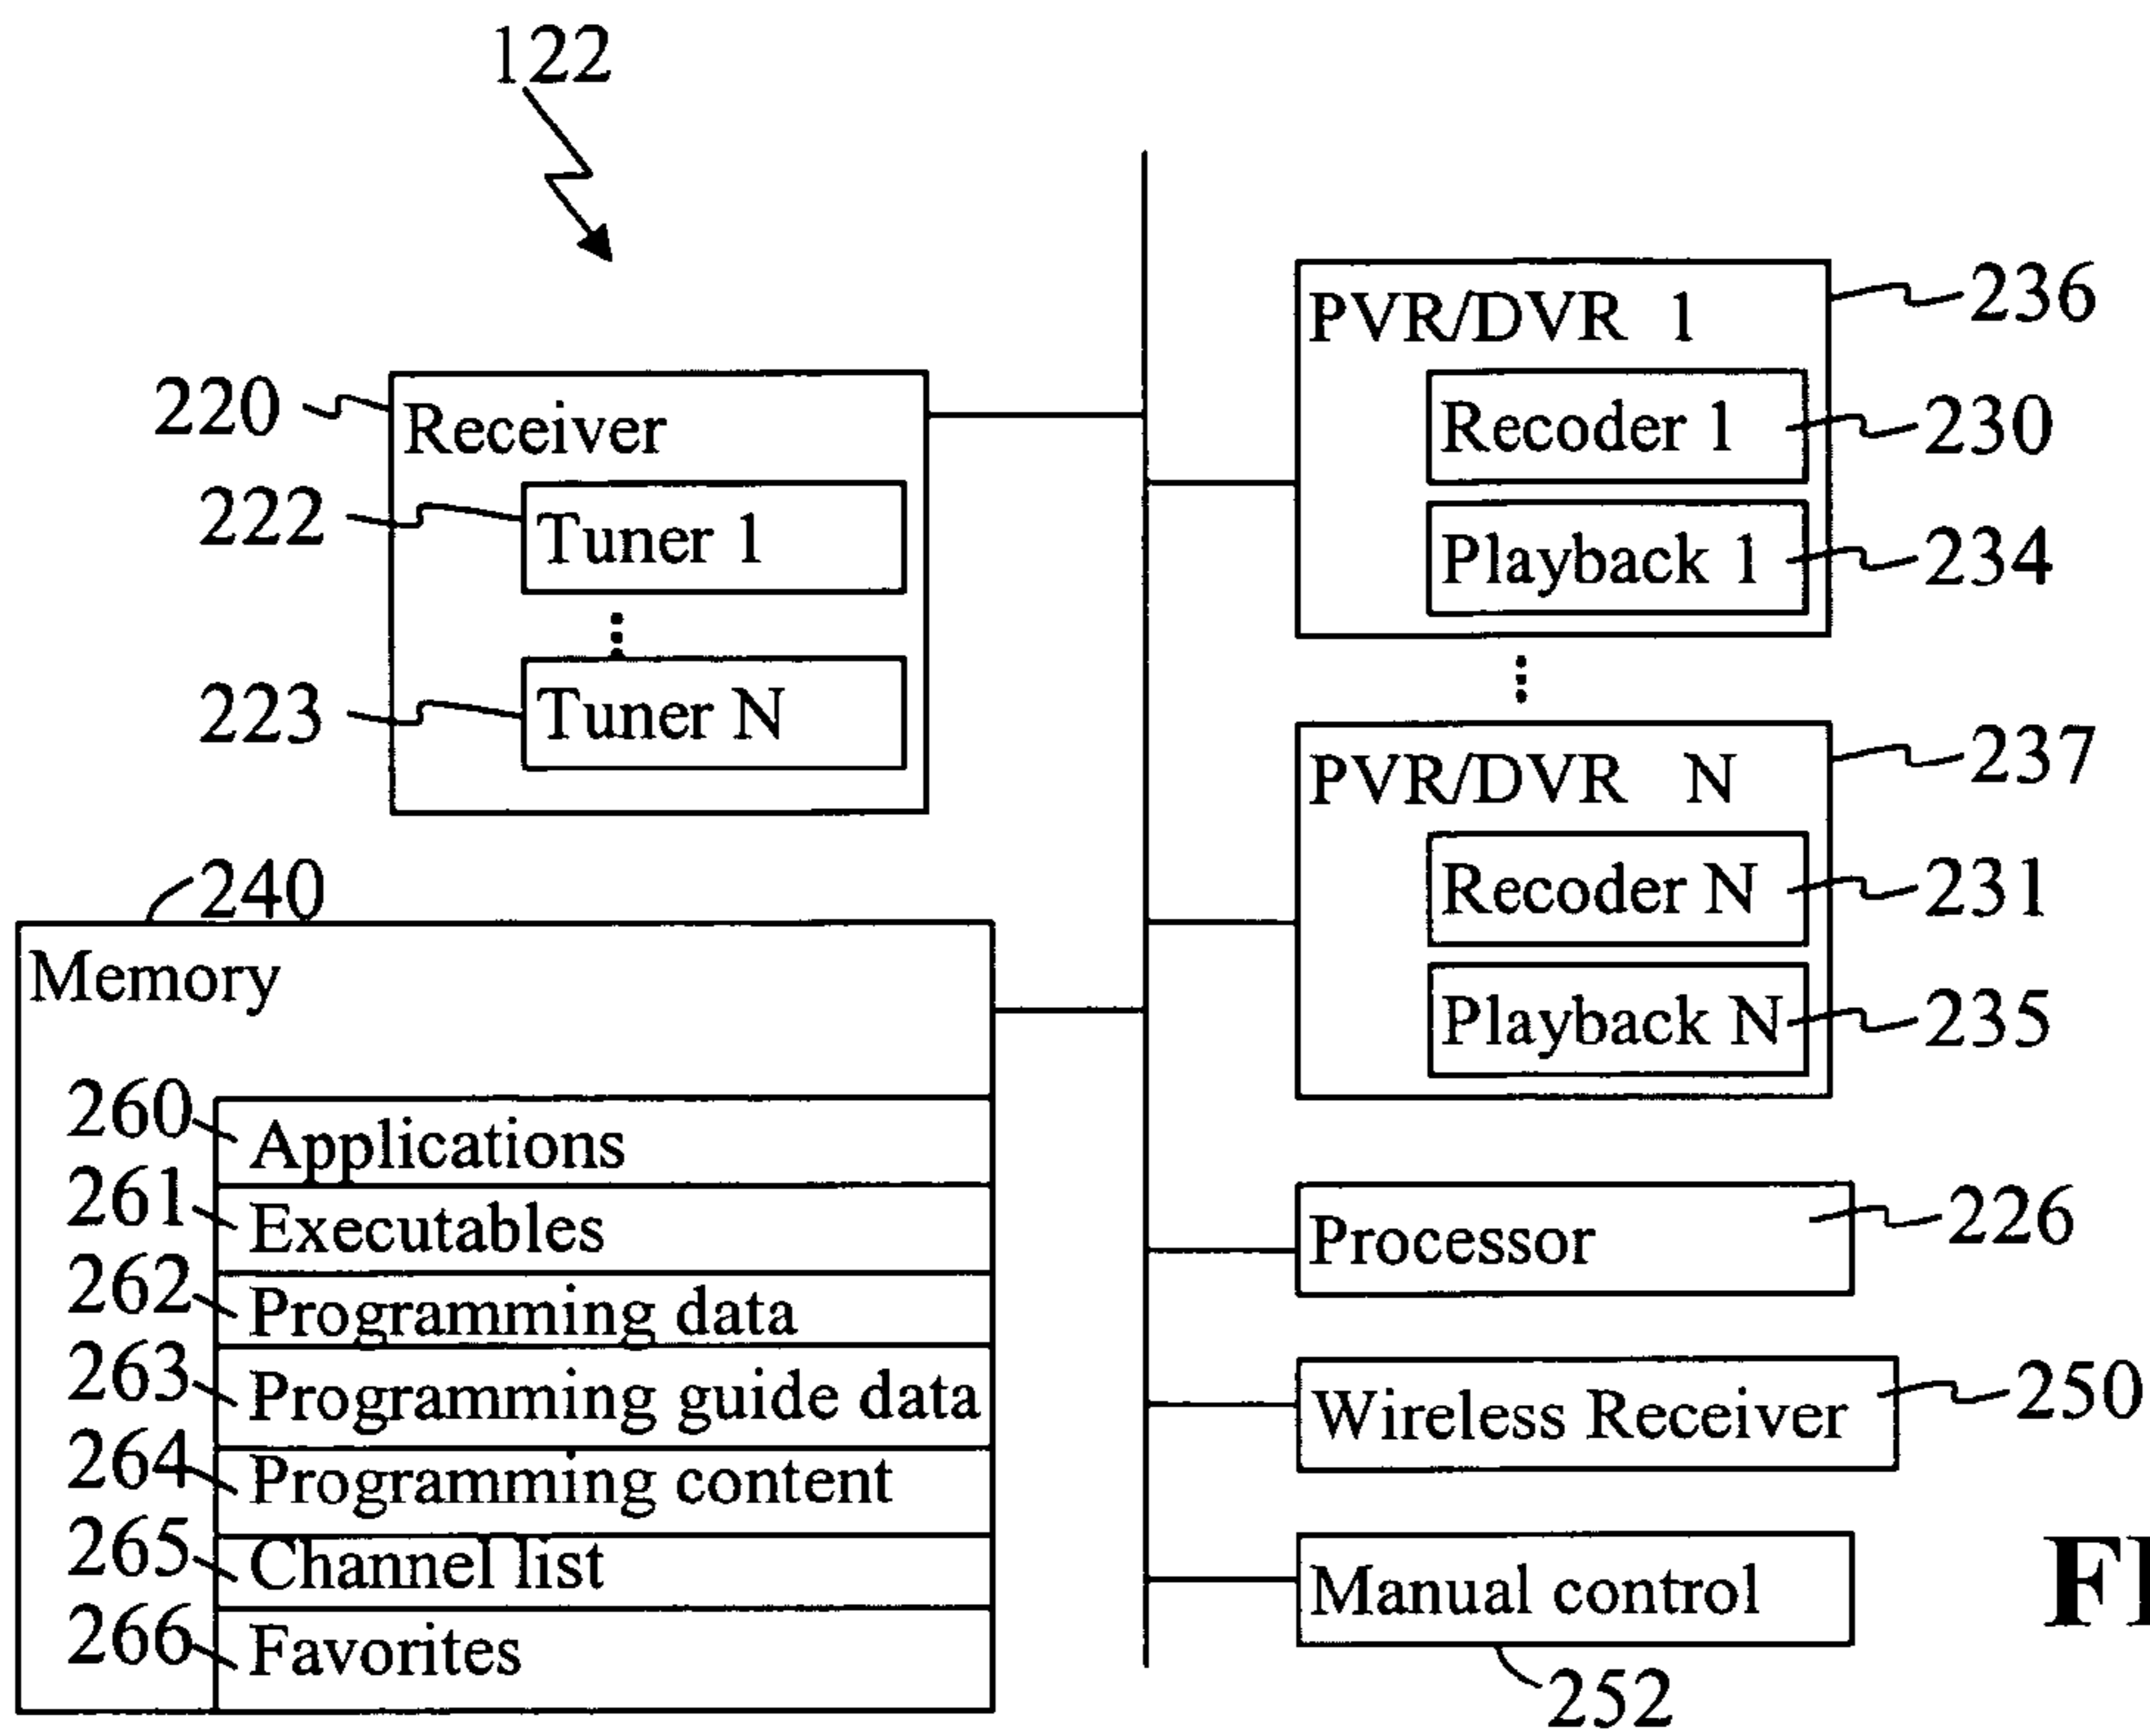 122
220
Receiver
222
Tuner 1
223
Tuner N
240
Memory
260
Applications
261
Executables
262
Programming data
263
Programming guide data
264
Programming content
265
Channel list
266
Favorites
PVR/DVR 1
236
Recoder 1
230
Playback 1
234
PVR/DVR N
237
Recoder N
231
Playback N
235
Processor
226
Wireless Receiver
250
Manual control
252